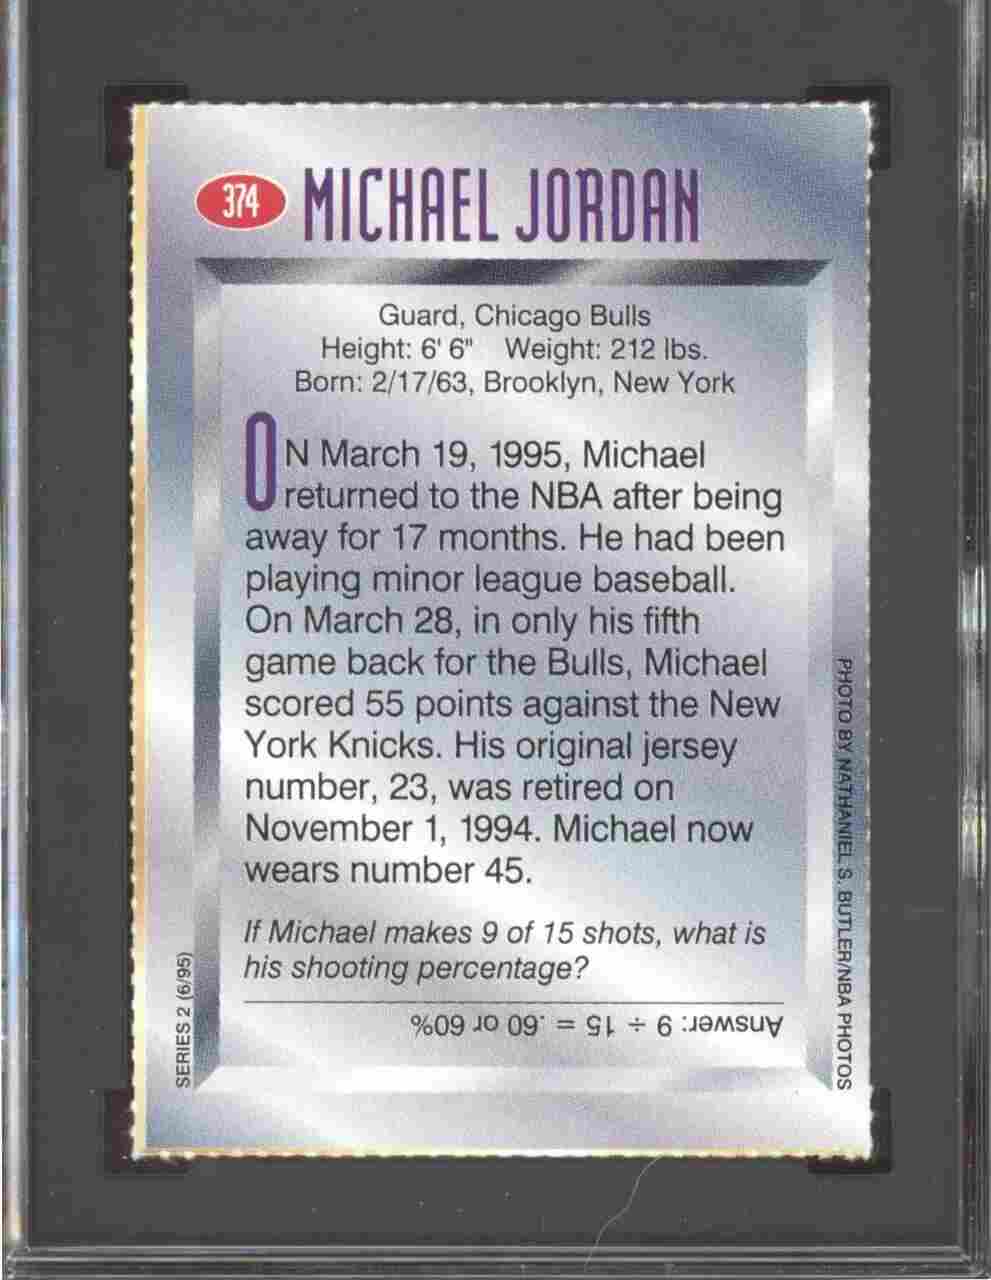 374
MICHAEL JORDAN
Guard, Chicago Bulls
Height: 6' 6" Weight: 212 lbs.
Born: 2/17/63, Brooklyn, New York
ON March 19, 1995, Michael
returned to the NBA after being
away for 17 months. He had been
playing minor league baseball.
On March 28, in only his fifth
game back for the Bulls, Michael
scored 55 points against the New
York Knicks. His original jersey
number, 23, was retired on
November 1, 1994. Michael now
wears number 45.
If Michael makes 9 of 15 shots, what is
his shooting percentage?
Answer: 9 ÷ 15 = .60 or 60%
SERIES 2 (6/95)
PHOTO BY NATHANIEL S. BUTLER/NBA PHOTOS